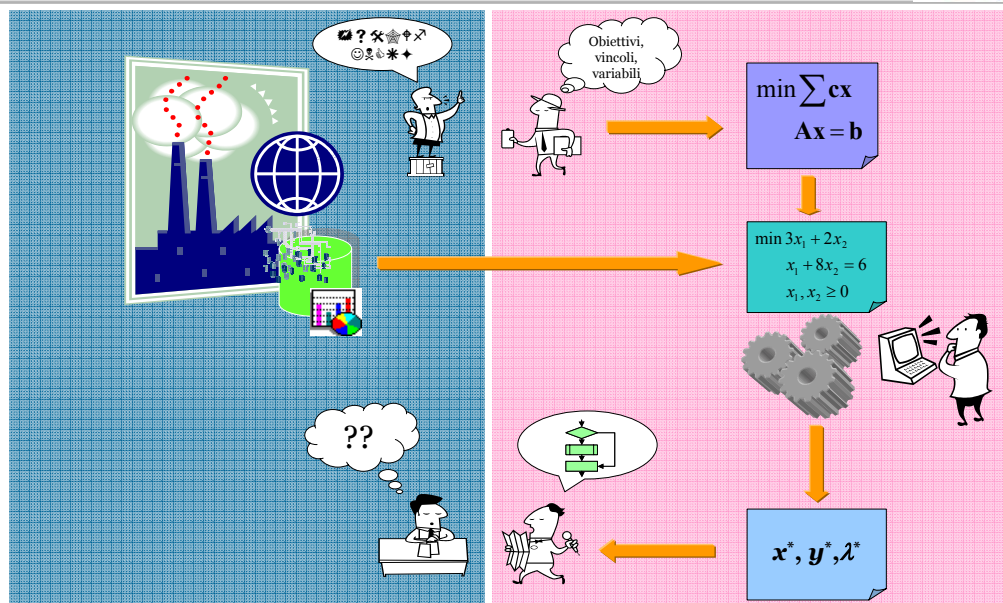 Obiettivi,
vincoli,
variabili
min ∑ cx
Ax = b
min 3x₁ + 2x₂
x₁ + 8x₂ = 6
x₁, x₂ ≥ 0
??
x*, y*, λ*